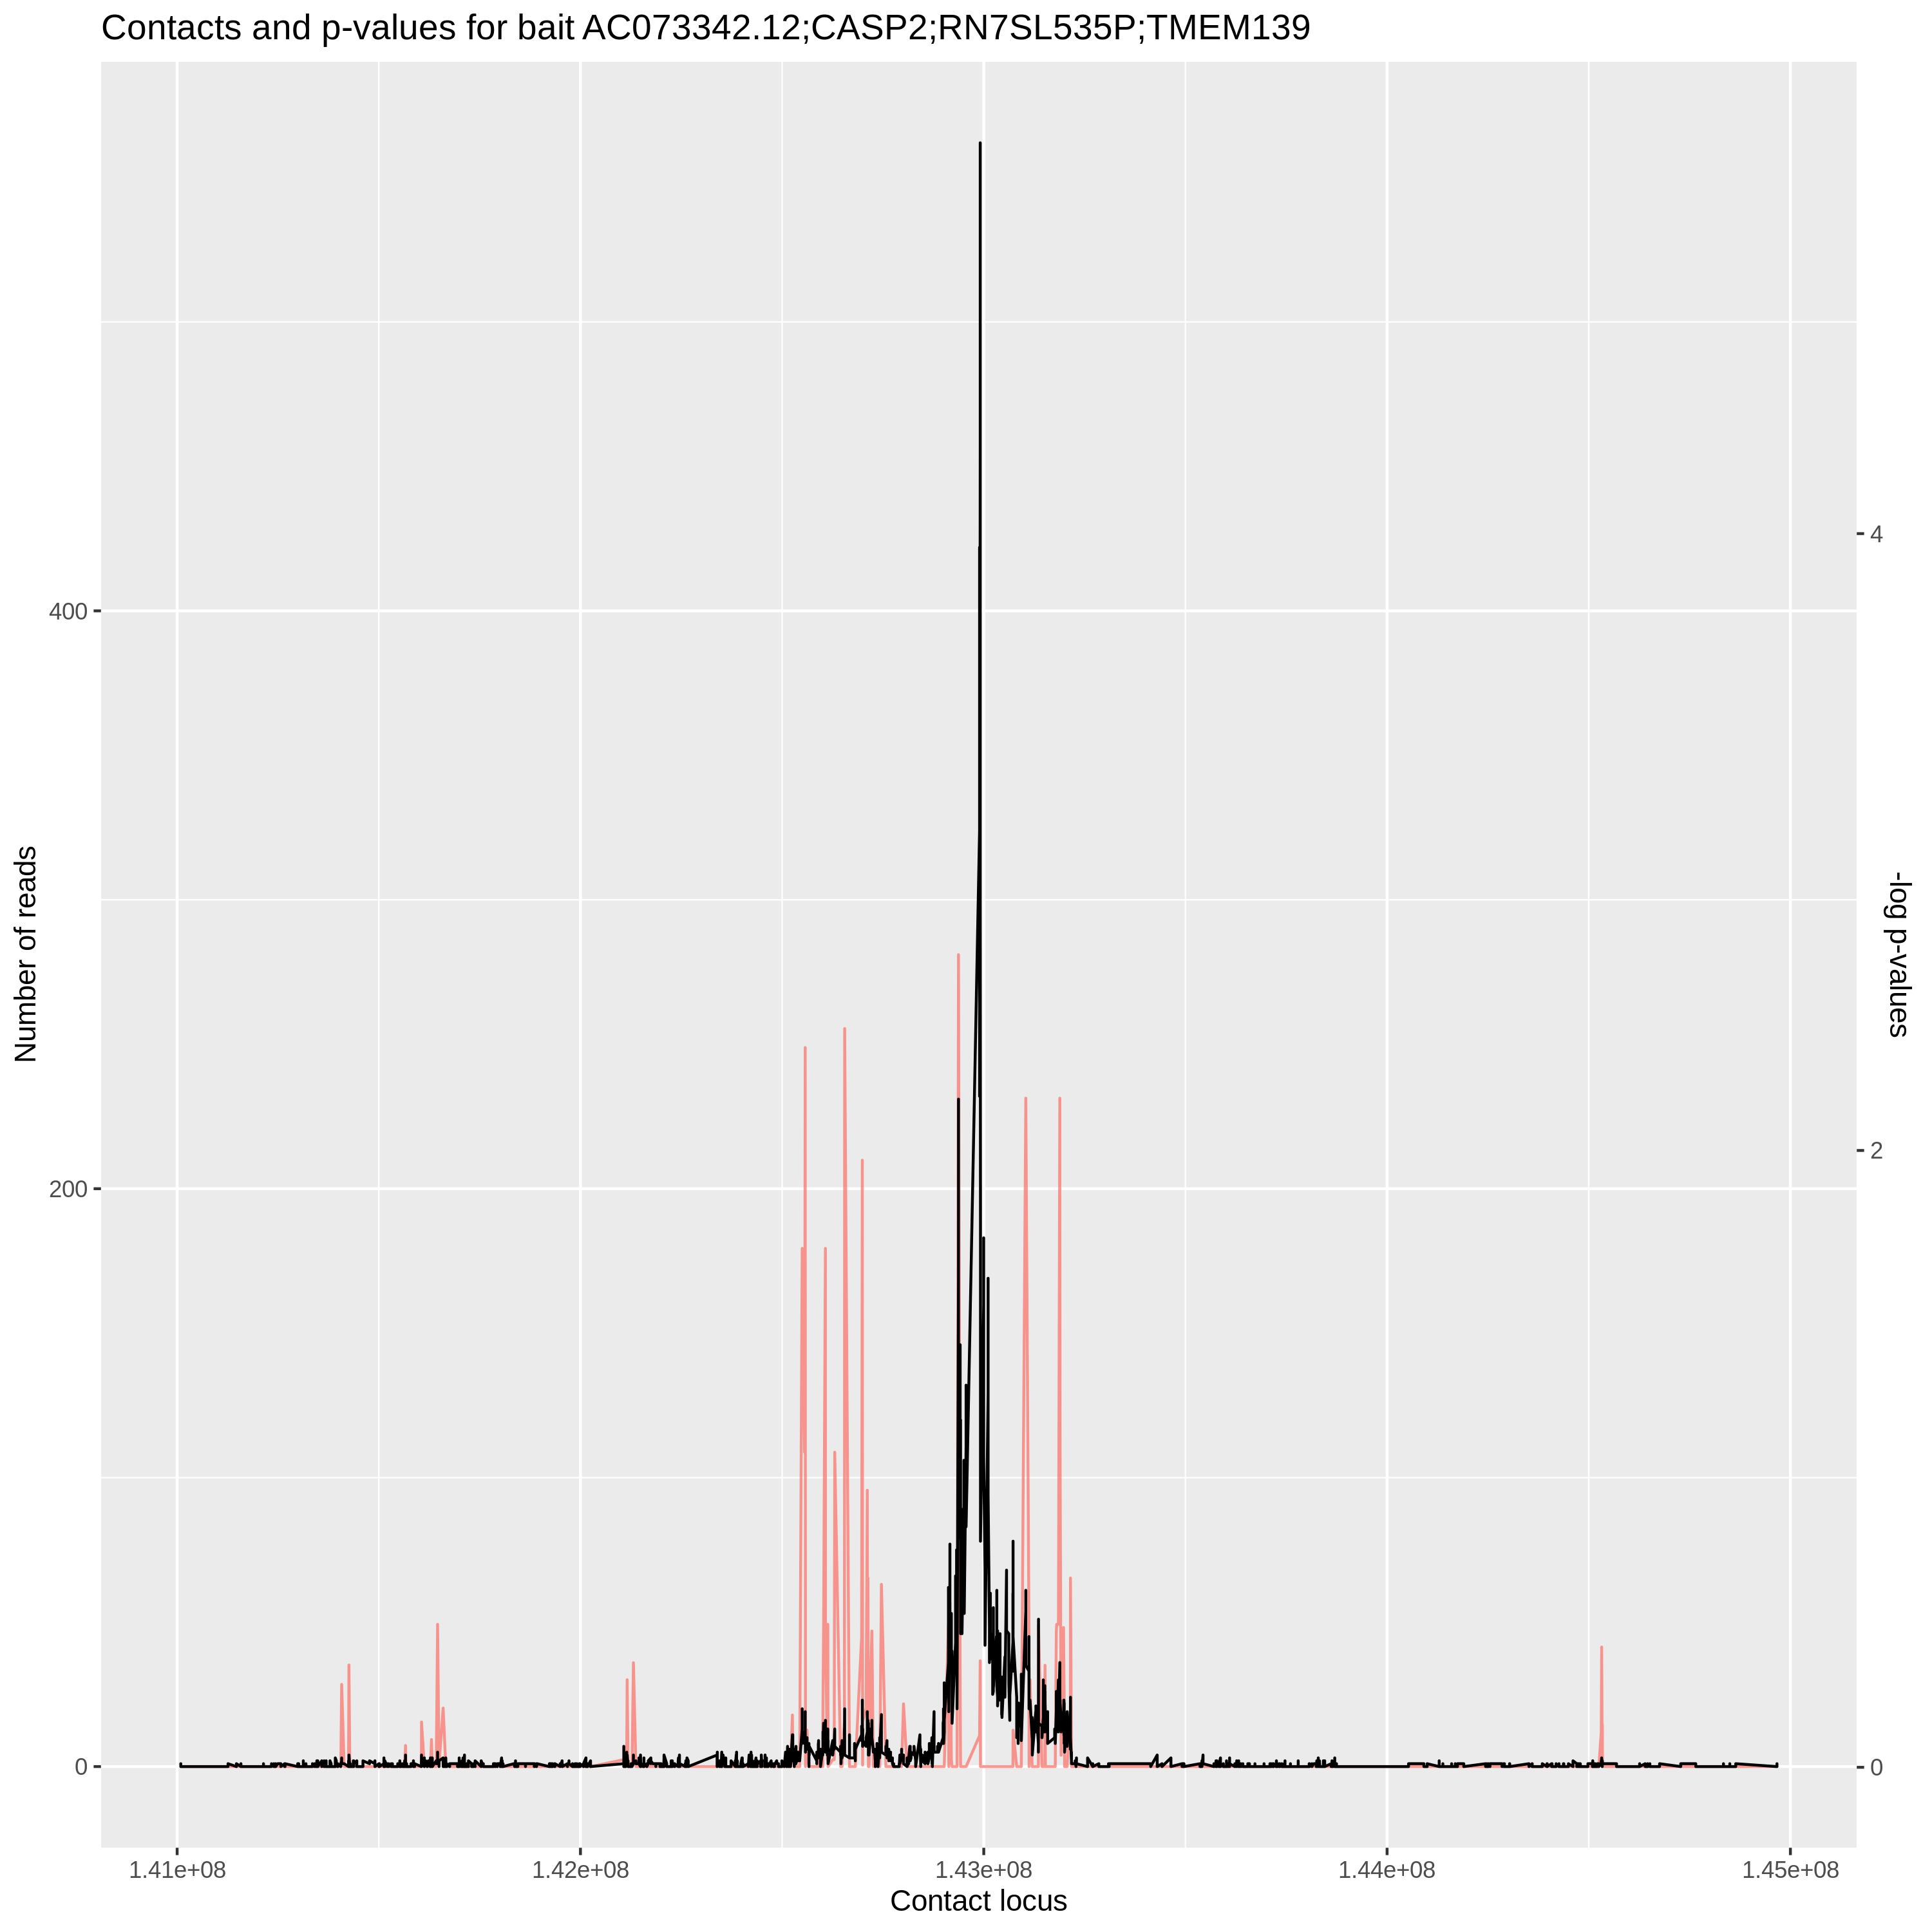 Contacts and p-values for bait AC073342.12;CASP2;RN7SL535P;TMEM139
Number of reads
400
200
0
-log p-values
4
2
0
1.41e+08 1.42e+08 1.43e+08 1.44e+08 1.45e+08
Contact locus